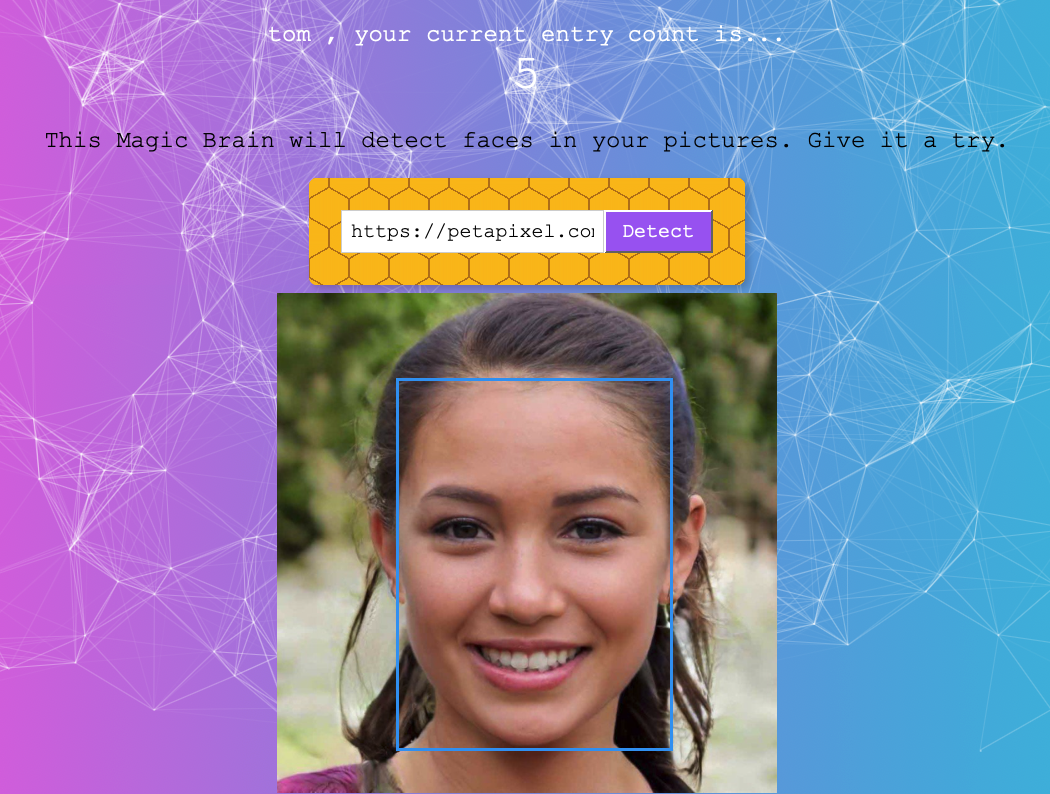 tom , your current entry count is...
5
This Magic Brain will detect faces in your pictures. Give it a try.
https://petapixel.co Detect